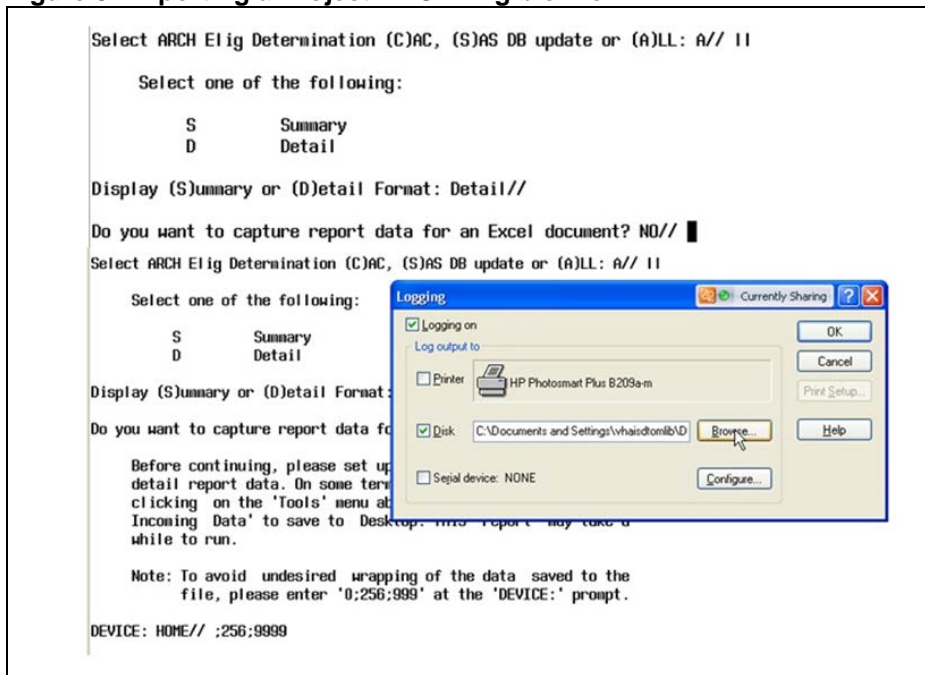 Select ARCH Elig Determination (C)AC, (S)AS DB update or (A)LL: A// ll
Select one of the following:
S Summary
D Detail
Display (S)ummary or (D)etail Format: Detail//
Do you want to capture report data for an Excel document? NO//
Select ARCH Elig Determination (C)AC, (S)AS DB update or (A)LL: A// ll
Select one of the following:
S Summary
D Detail
Display (S)ummary or (D)etail Format:
Do you want to capture report data fo
Before continuing, please set up
detail report data. On some term
clicking on the 'Tools' menu ab
Incoming Data' to save to Desktop. This report may take a
while to run.
Note: To avoid undesired wrapping of the data saved to the
file, please enter '0;256;999' at the 'DEVICE:' prompt.
DEVICE: HOME// ;256;9999
Logging
Currently Sharing
Logging on
Log output to
Printer
HP Photosmart Plus B209a-m
Disk
C:\Documents and Settings\vhaisdtomlib\D
Browse...
Serial device: NONE
Configure...
OK
Cancel
Print Setup...
Help